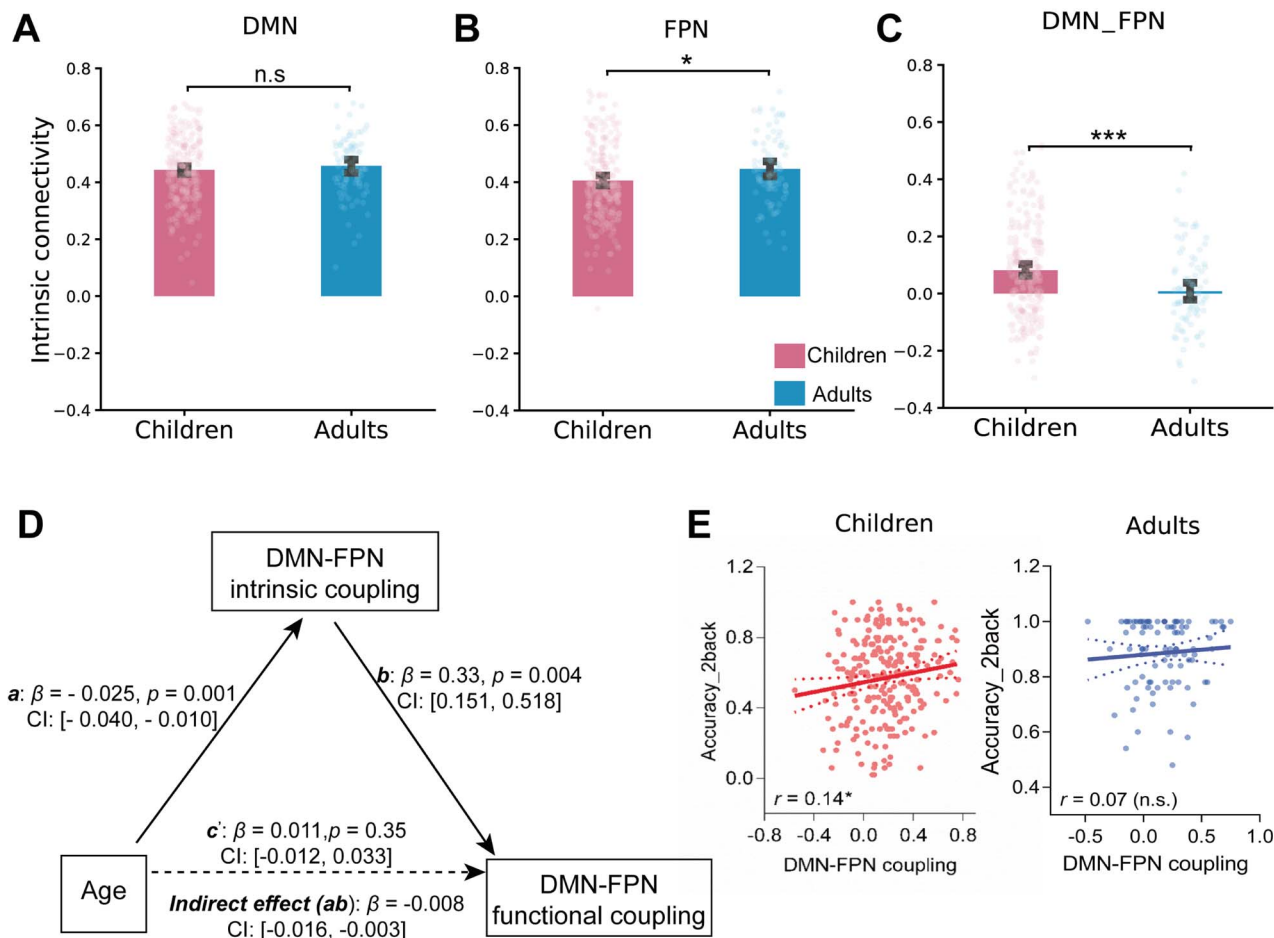 A
DMN
B
FPN
C
DMN_FPN
Intrinsic connectivity
0.8
0.6
0.4
0.2
0.0
−0.2
−0.4
n.s
Children
Adults
0.8
0.6
0.4
0.2
0.0
−0.2
−0.4
*
Children
Adults
Children
Adults
0.8
0.6
0.4
0.2
0.0
−0.2
−0.4
***
Children
Adults
D
DMN-FPN
intrinsic coupling
a: β = - 0.025, p = 0.001
CI: [- 0.040, - 0.010]
b: β = 0.33, p = 0.004
CI: [0.151, 0.518]
c’: β = 0.011,p = 0.35
CI: [-0.012, 0.033]
Age
Indirect effect (ab): β = -0.008
CI: [-0.016, -0.003]
DMN-FPN
functional coupling
E
Children
Accuracy_2back
1.2
0.8
0.4
0.0
r = 0.14*
-0.8 -0.4 0.0 0.4 0.8
DMN-FPN coupling
Adults
Accuracy_2back
1.2
1.0
0.8
0.6
0.4
r = 0.07 (n.s.)
-0.5 0.0 0.5 1.0
DMN-FPN coupling